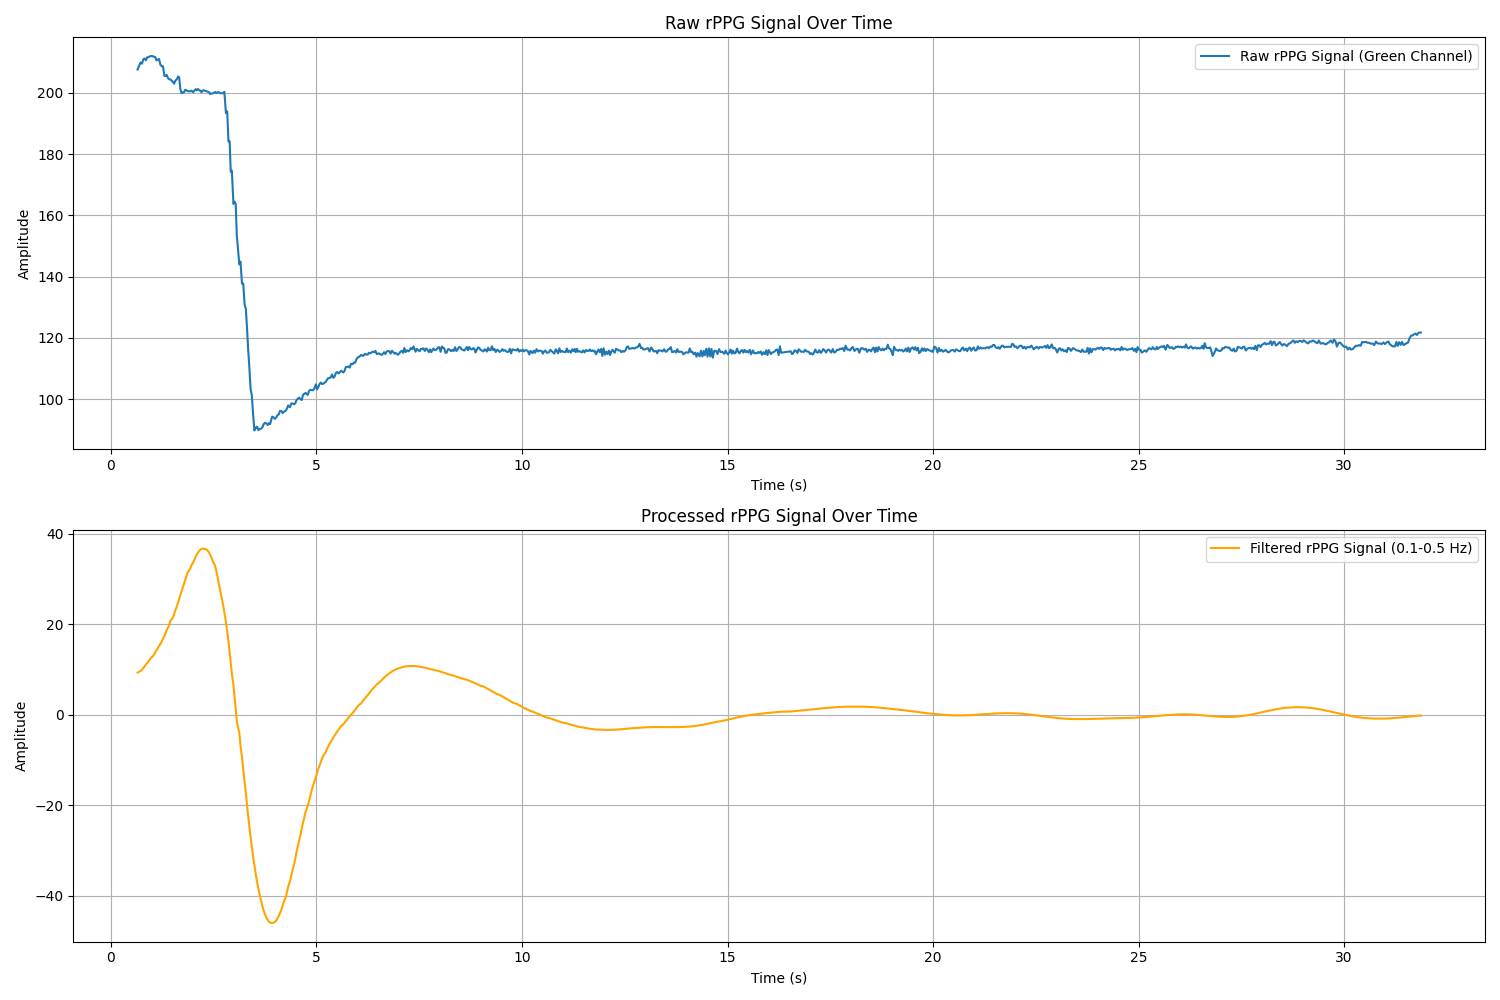 Raw rPPG Signal Over Time
Raw rPPG Signal (Green Channel)
200
180
160
140
120
100
Amplitude
0 5 10 15 20 25 30
Time (s)
Processed rPPG Signal Over Time
Filtered rPPG Signal (0.1-0.5 Hz)
40
20
0
−20
−40
Amplitude
0 5 10 15 20 25 30
Time (s)